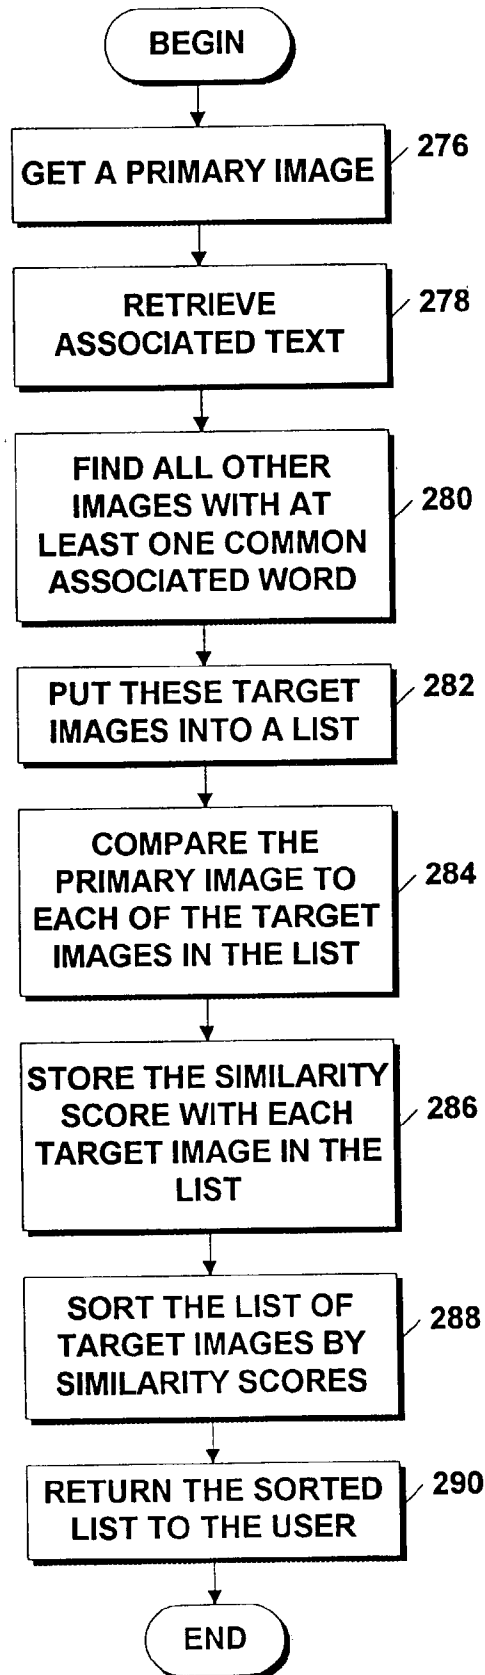 BEGIN
GET A PRIMARY IMAGE
276
RETRIEVE
ASSOCIATED TEXT
278
FIND ALL OTHER
IMAGES WITH AT
LEAST ONE COMMON
ASSOCIATED WORD
280
PUT THESE TARGET
IMAGES INTO A LIST
282
COMPARE THE
PRIMARY IMAGE TO
EACH OF THE TARGET
IMAGES IN THE LIST
284
STORE THE SIMILARITY
SCORE WITH EACH
TARGET IMAGE IN THE
LIST
286
SORT THE LIST OF
TARGET IMAGES BY
SIMILARITY SCORES
288
RETURN THE SORTED
LIST TO THE USER
290
END